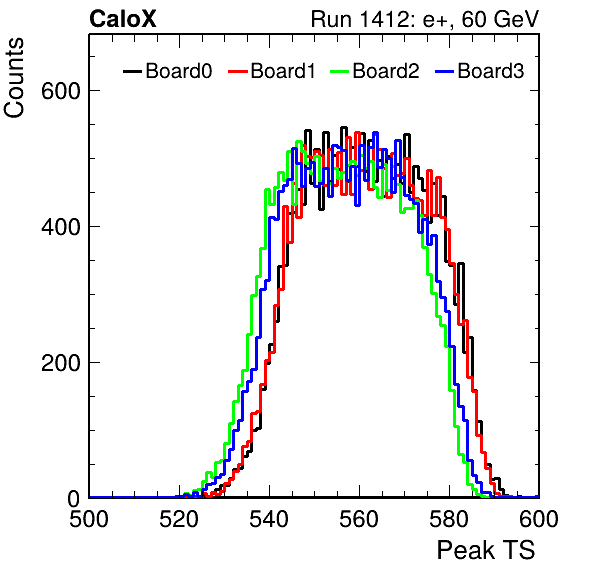 CaloX Run 1412: e+, 60 GeV
Counts
Board0 Board1 Board2 Board3
600
400
200
0
500 520 540 560 580 600
Peak TS